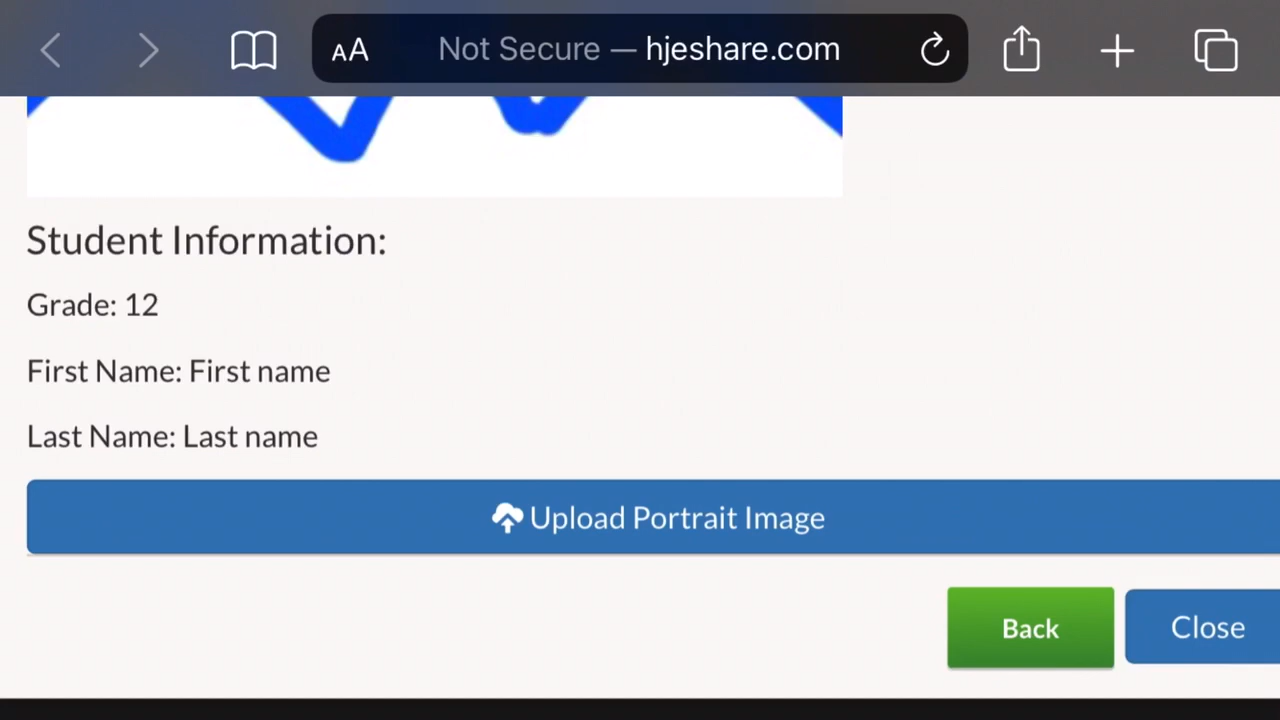 AA Not Secure — hjeshare.com
Student Information:
Grade: 12
First Name: First name
Last Name: Last name
Upload Portrait Image
Back Close